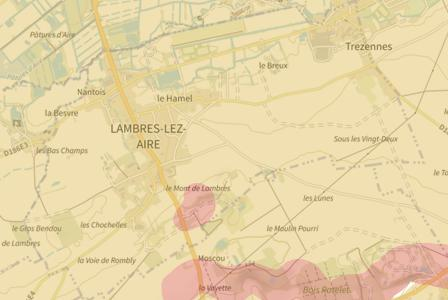 Pâtures d'Aire
Trezennes
le Breux
Nantois
le Hamel
la Besvre
LAMBRES-LEZ-
AIRE
D186E3
les Bas Champs
Sous les Vingt-Deux
le Mont de Lambres
les Lunes
le Gros Bendou
les Chochelles
le Moulin Pourri
de Lambres
la Voie de Rombly
Moscou
la Vayette
Bois Ratelet